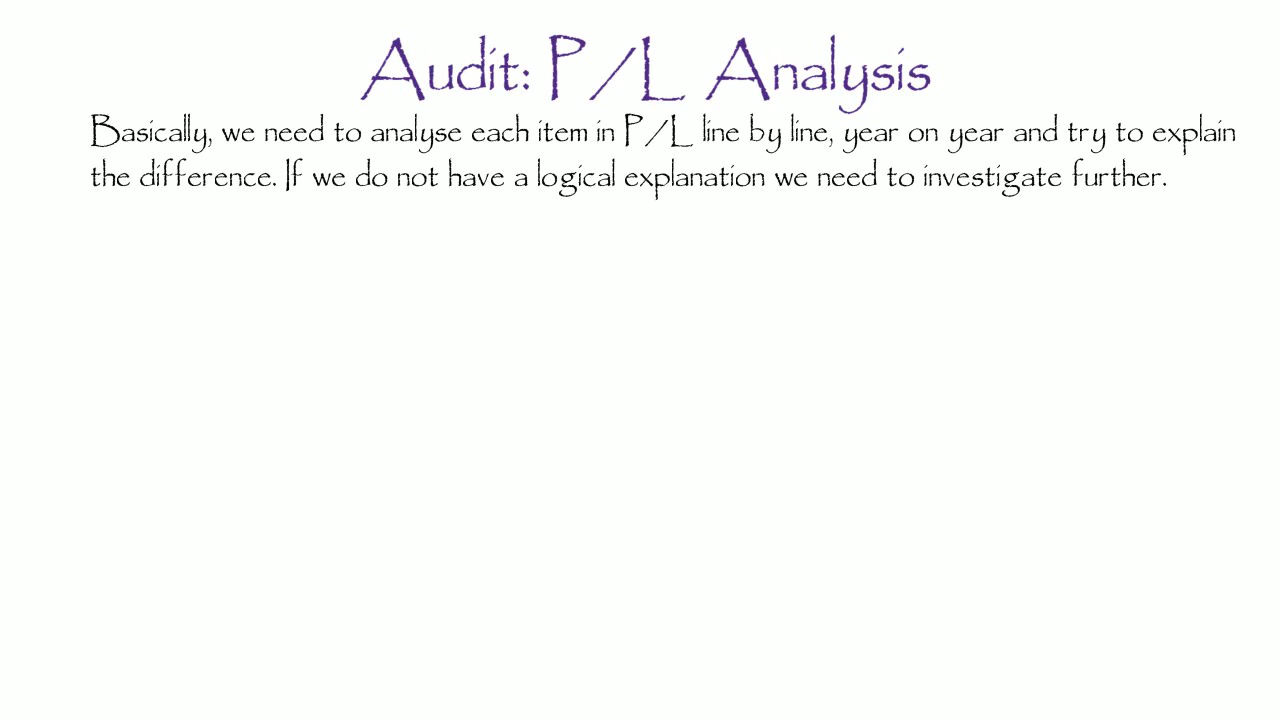 Audit: P/L Analysis
Basically, we need to analyse each item in P/L line by line, year on year and try to explain
the difference. If we do not have a logical explanation we need to investigate further.